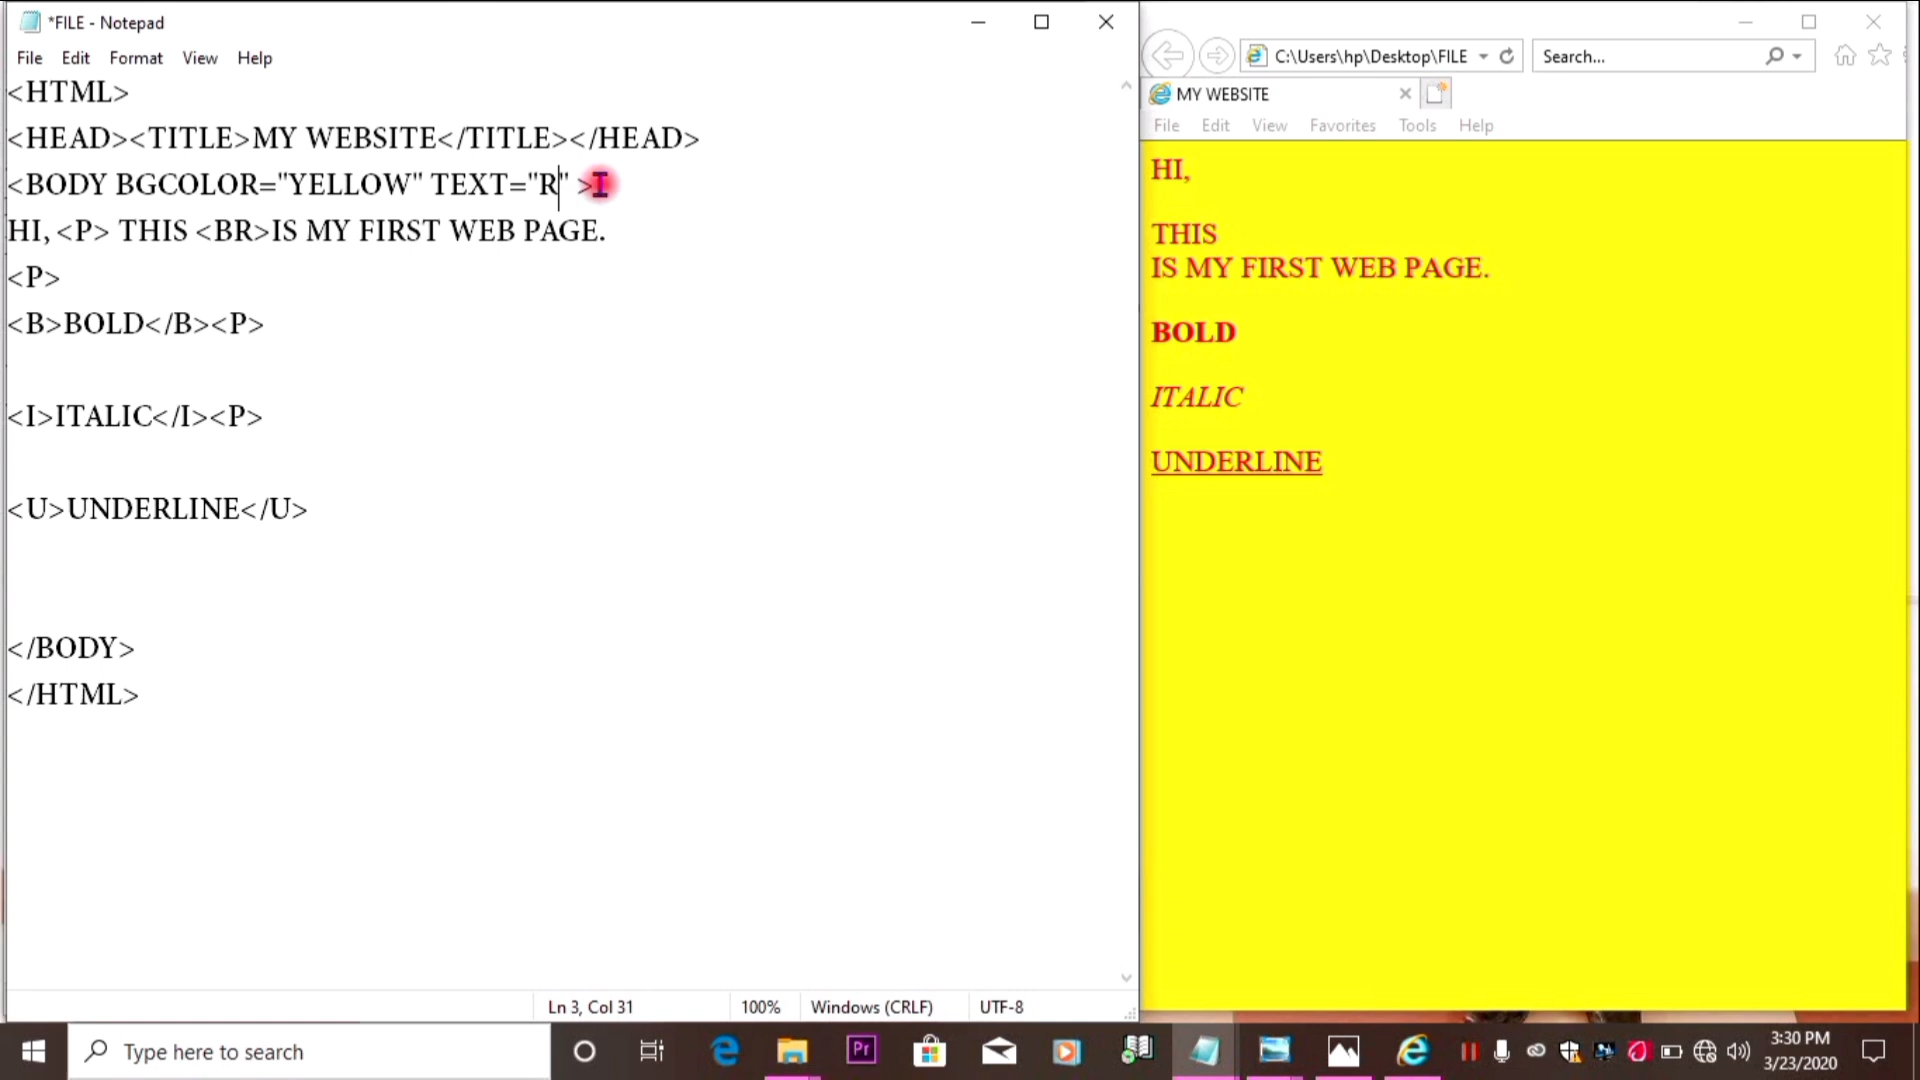 *FILE - Notepad
File Edit Format View Help
<HTML>
<HEAD><TITLE>MY WEBSITE</TITLE></HEAD>
<BODY BGCOLOR="YELLOW" TEXT="R" >
HI, <P> THIS <BR>IS MY FIRST WEB PAGE.
<P>
<B>BOLD</B><P>
<I>ITALIC</I><P>
<U>UNDERLINE</U>
</BODY>
</HTML>
Ln 3, Col 31 100% Windows (CRLF) UTF-8
C:\Users\hp\Desktop\FILE Search...
MY WEBSITE
File Edit View Favorites Tools Help
HI,
THIS
IS MY FIRST WEB PAGE.
BOLD
ITALIC
UNDERLINE
Type here to search
Pr
3:30 PM
3/23/2020